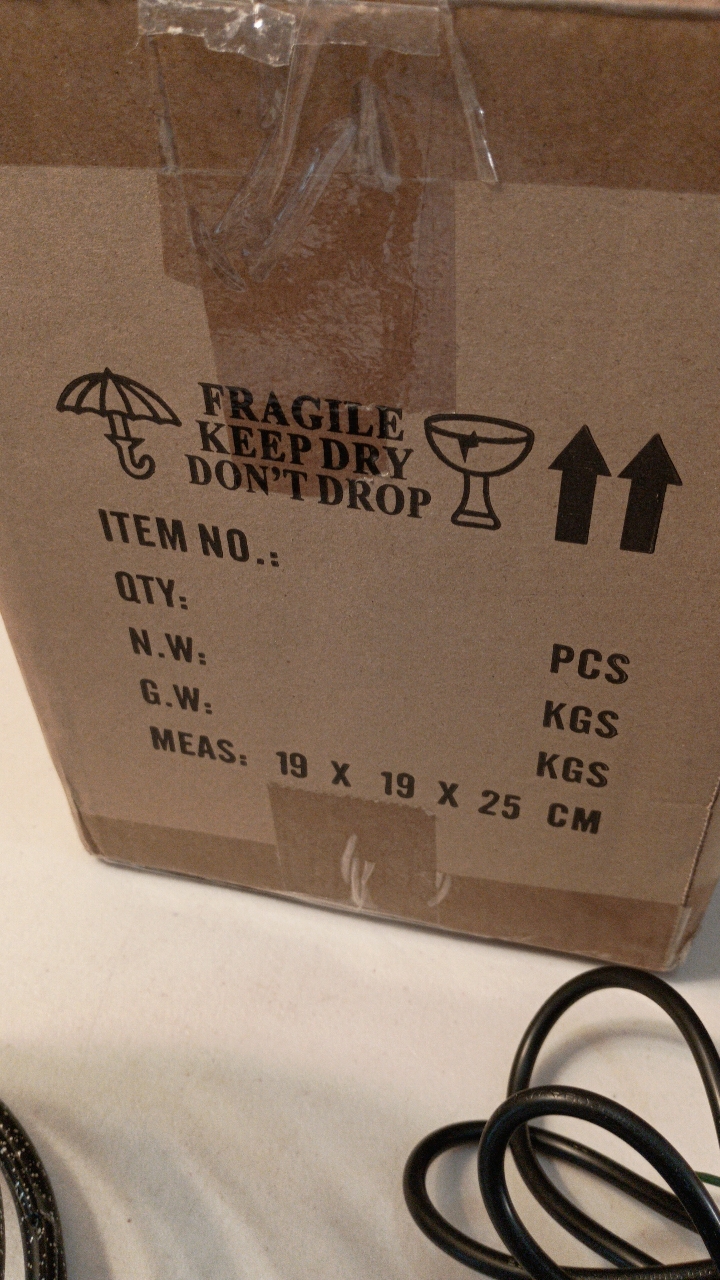 FRAGILE
KEEP DRY
DON'T DROP
ITEM NO.:
QTY: PCS
N.W: KGS
G.W: KGS
MEAS: 19 X 19 X 25 CM